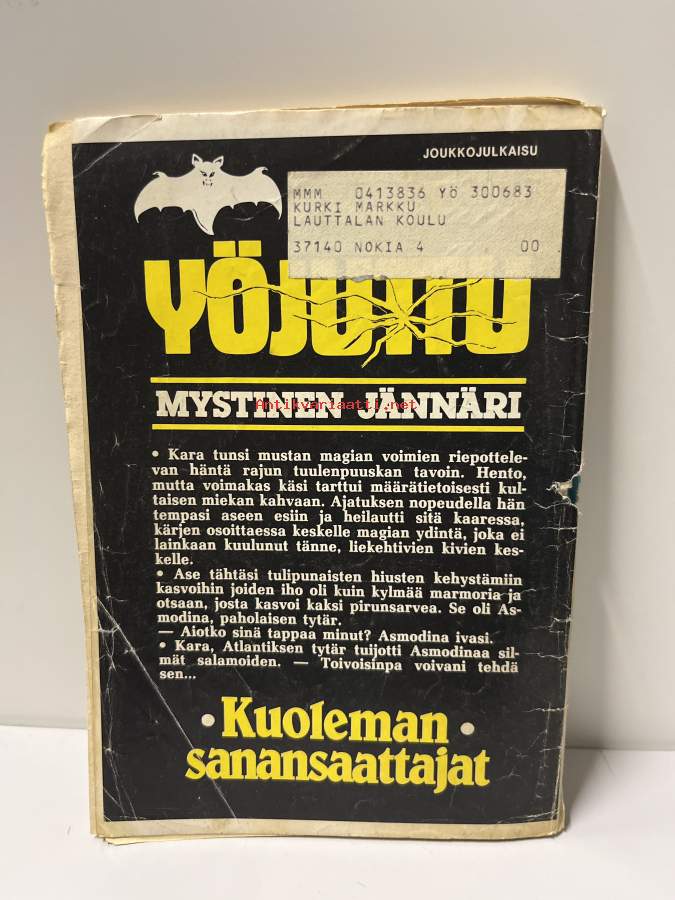 JOUKKOJULKAISU
MMM 0413836 YÖ 300683
KURKI MARKKU
LAUTTALAN KOULU
37140 NOKIA 4 00
YÖJUTTU
MYSTINEN JÄNNÄRI
Antikvariaatti.net
• Kara tunsi mustan magian voimien riepottele-
van häntä rajun tuulenpuuskan tavoin. Hento,
mutta voimakas käsi tarttui määrätietoisesti kul-
taisen miekan kahvaan. Ajatuksen nopeudella hän
tempasi aseen esiin ja heilautti sitä kaaressa,
kärjen osoittaessa keskelle magian ydintä, joka ei
lainkaan kuulunut tänne, liekehtivien kivien kes-
kelle.
• Ase tähtäsi tulipunaisten hiusten kehystämiin
kasvoihin joiden iho oli kuin kylmää marmoria ja
otsaan, josta kasvoi kaksi pirunsarvea. Se oli As-
modina, paholaisen tytär.
— Aiotko sinä tappaa minut? Asmodina ivasi.
• Kara, Atlantiksen tytär tuijotti Asmodinaa sil-
mät salamoiden. — Toivoisinpa voivani tehdä
sen...
• Kuoleman •
sanansaattajat